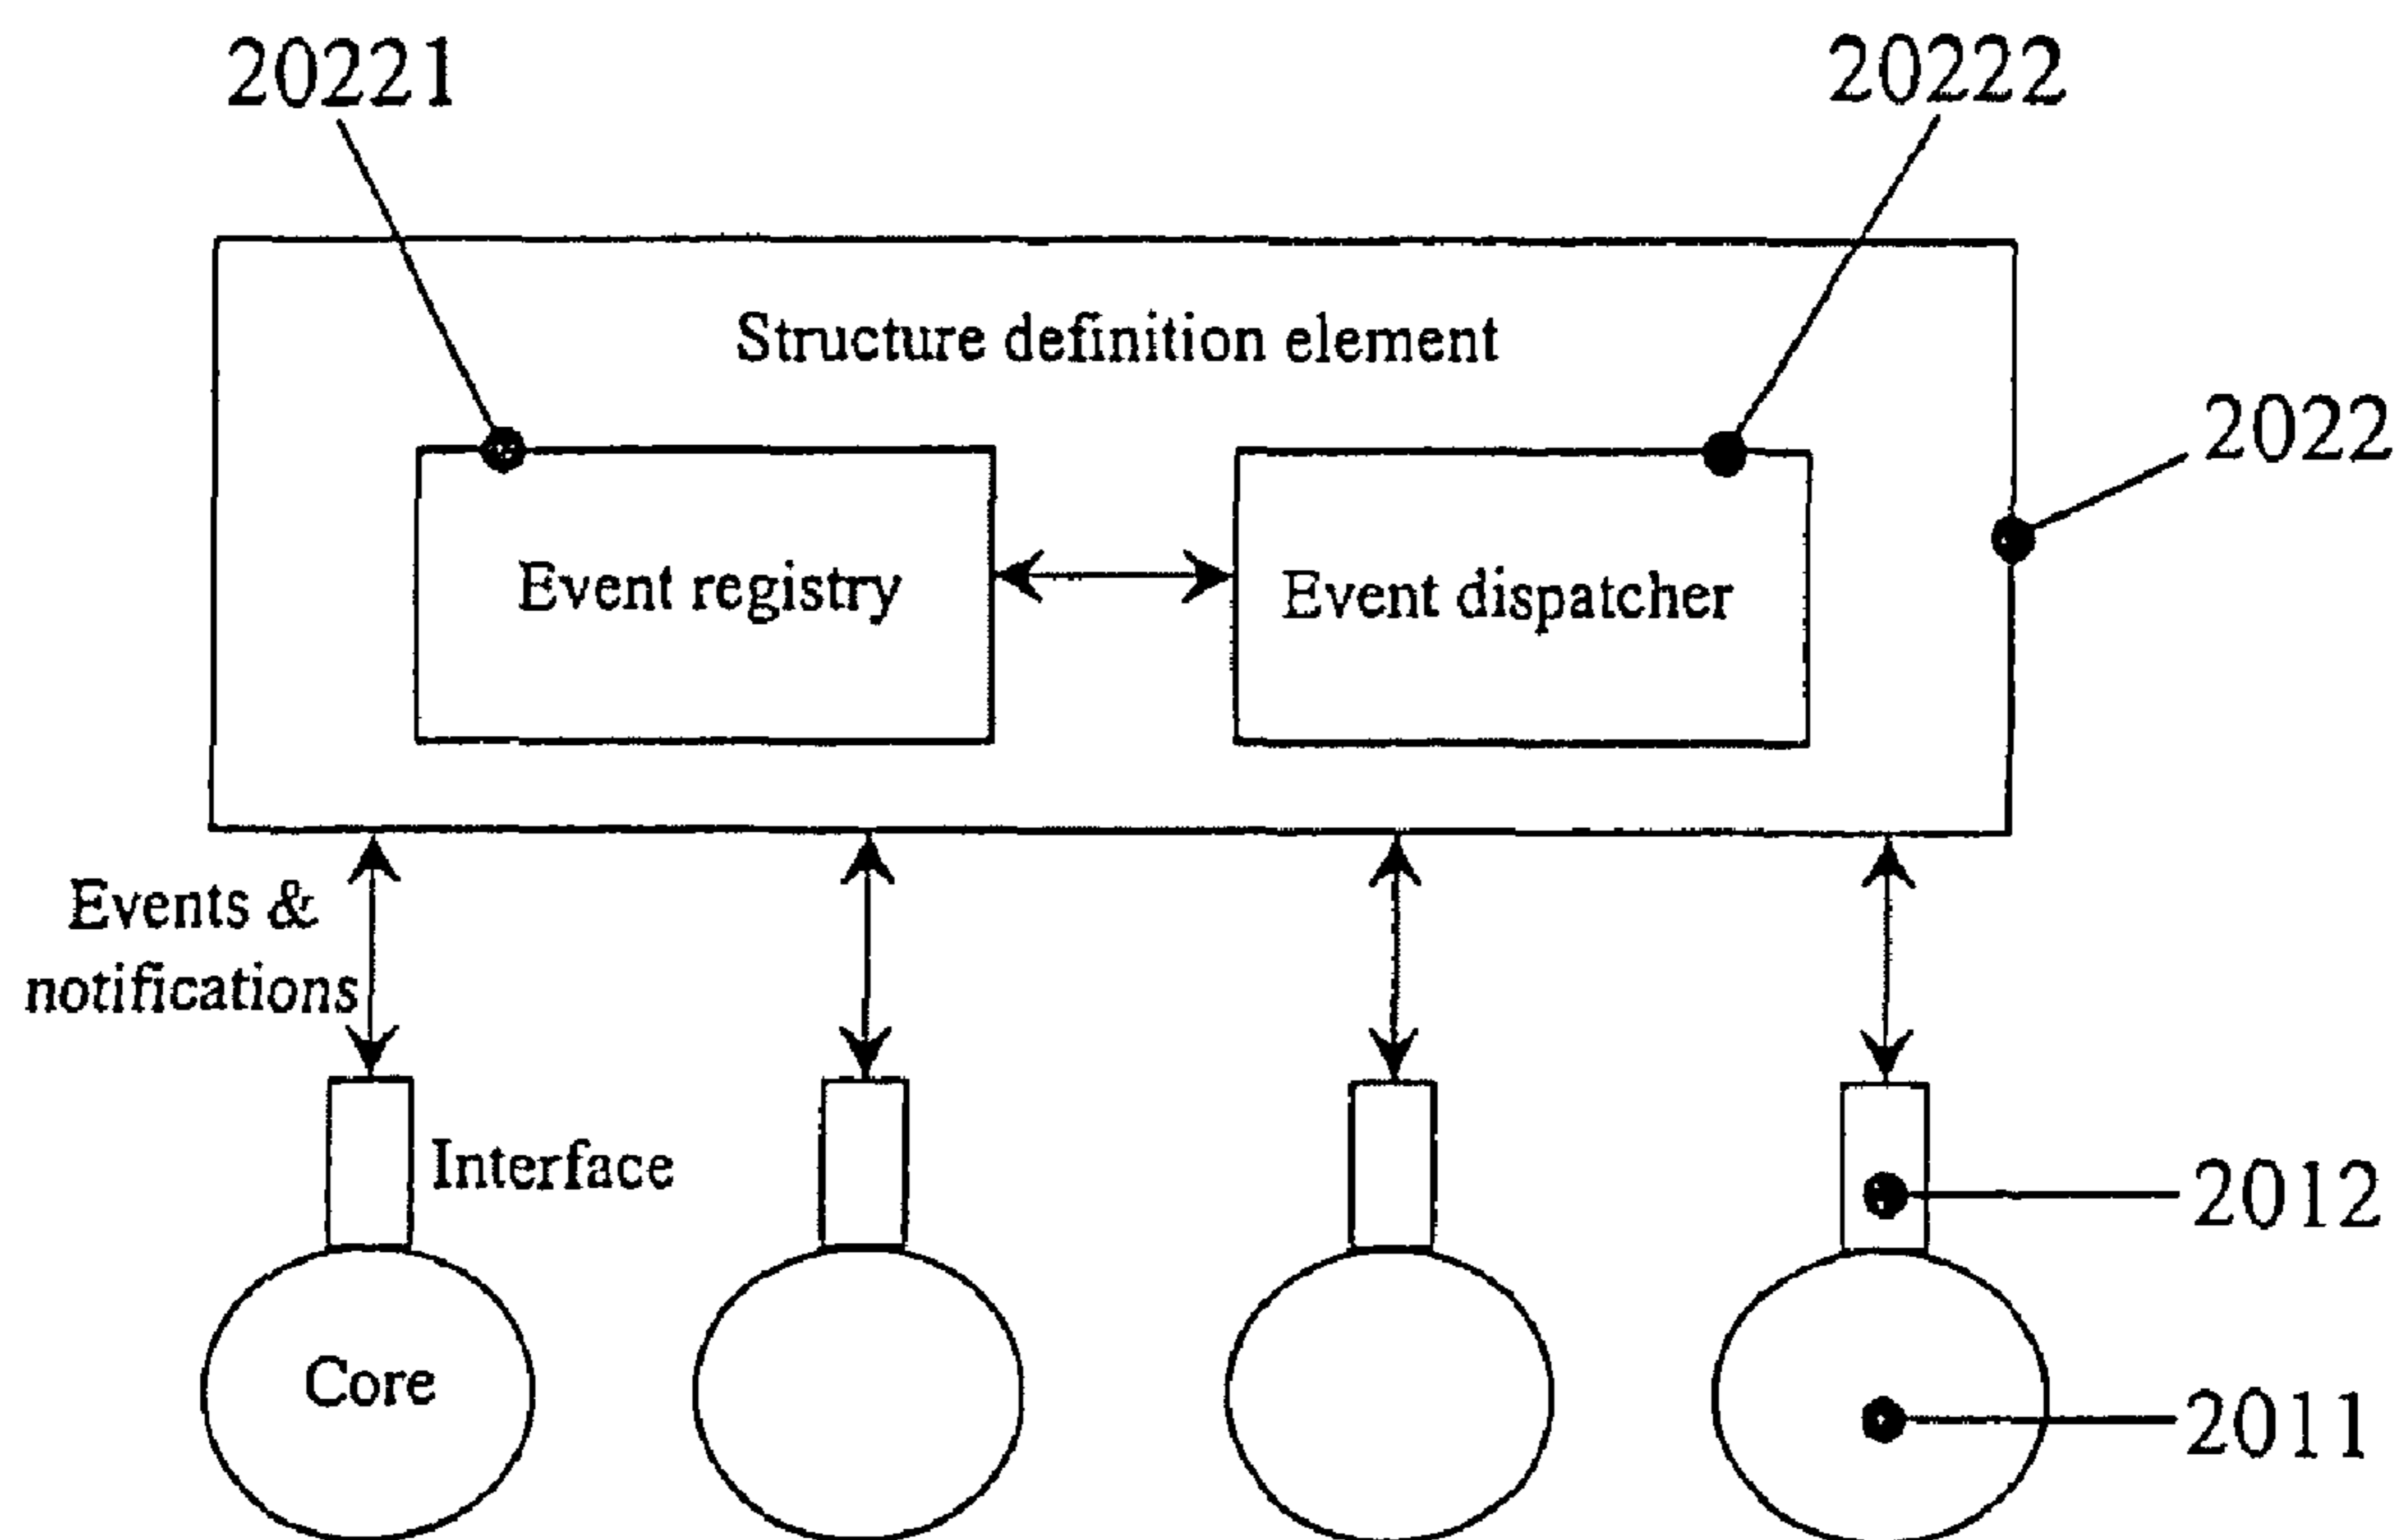 20221
20222
Structure definition element
2022
Event registry
Event dispatcher
Events &
notifications
Interface
2012
Core
2011